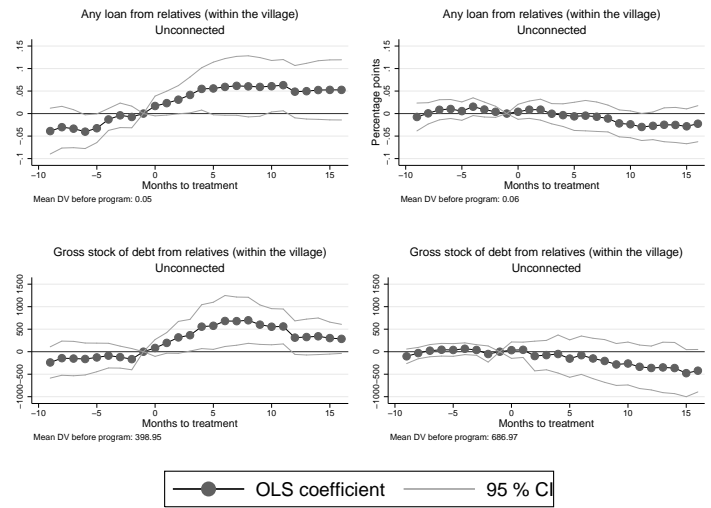 Any loan from relatives (within the village)
Unconnected
.15
.1
.05
0
-.05
-.1
-10
-5
0
5
10
15
Months to treatment
Mean DV before program: 0.05
Any loan from relatives (within the village)
Unconnected
Percentage points
.15
.1
.05
0
-.05
-.1
-10
-5
0
5
10
15
Months to treatment
Mean DV before program: 0.06
Gross stock of debt from relatives (within the village)
Unconnected
1500
1000
500
0
-500
-1000
-10
-5
0
5
10
15
Months to treatment
Mean DV before program: 398.95
Gross stock of debt from relatives (within the village)
Unconnected
1500
1000
500
0
-500
-1000
-10
-5
0
5
10
15
Months to treatment
Mean DV before program: 686.97
OLS coefficient 95 % CI